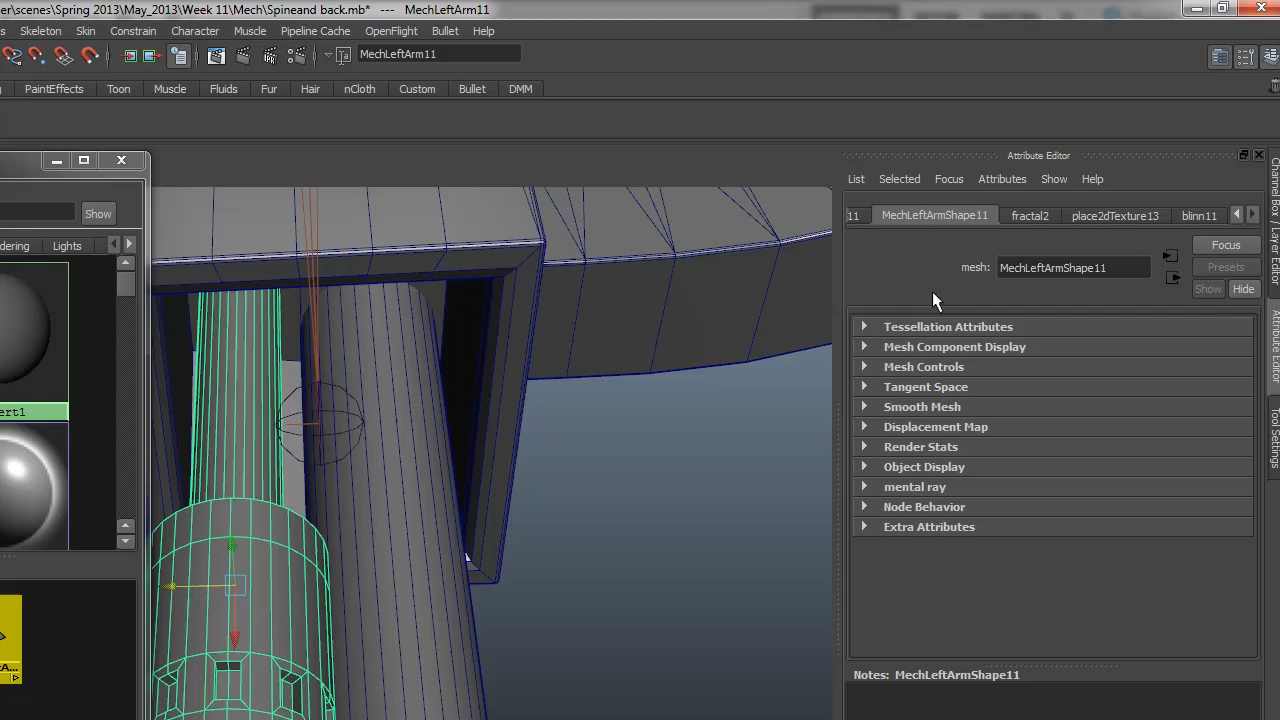 er\scenes\Spring 2013\May_2013\Week 11\Mech\Spineand back.mb* --- MechLeftArm11
s Skeleton Skin Constrain Character Muscle Pipeline Cache OpenFlight Bullet Help
MechLeftArm11
PaintEffects Toon Muscle Fluids Fur Hair nCloth Custom Bullet DMM
Attribute Editor
List Selected Focus Attributes Show Help
Show
11 MechLeftArmShape11 fractal2 place2dTexture13 blinn11
dering Lights
Focus
mesh: MechLeftArmShape11
Presets
Show Hide
Tessellation Attributes
Mesh Component Display
Mesh Controls
Tangent Space
Smooth Mesh
Displacement Map
Render Stats
Object Display
mental ray
Node Behavior
Extra Attributes
ert1
Notes: MechLeftArmShape11
Channel Box / Layer Editor
Attribute Editor
Tool Settings